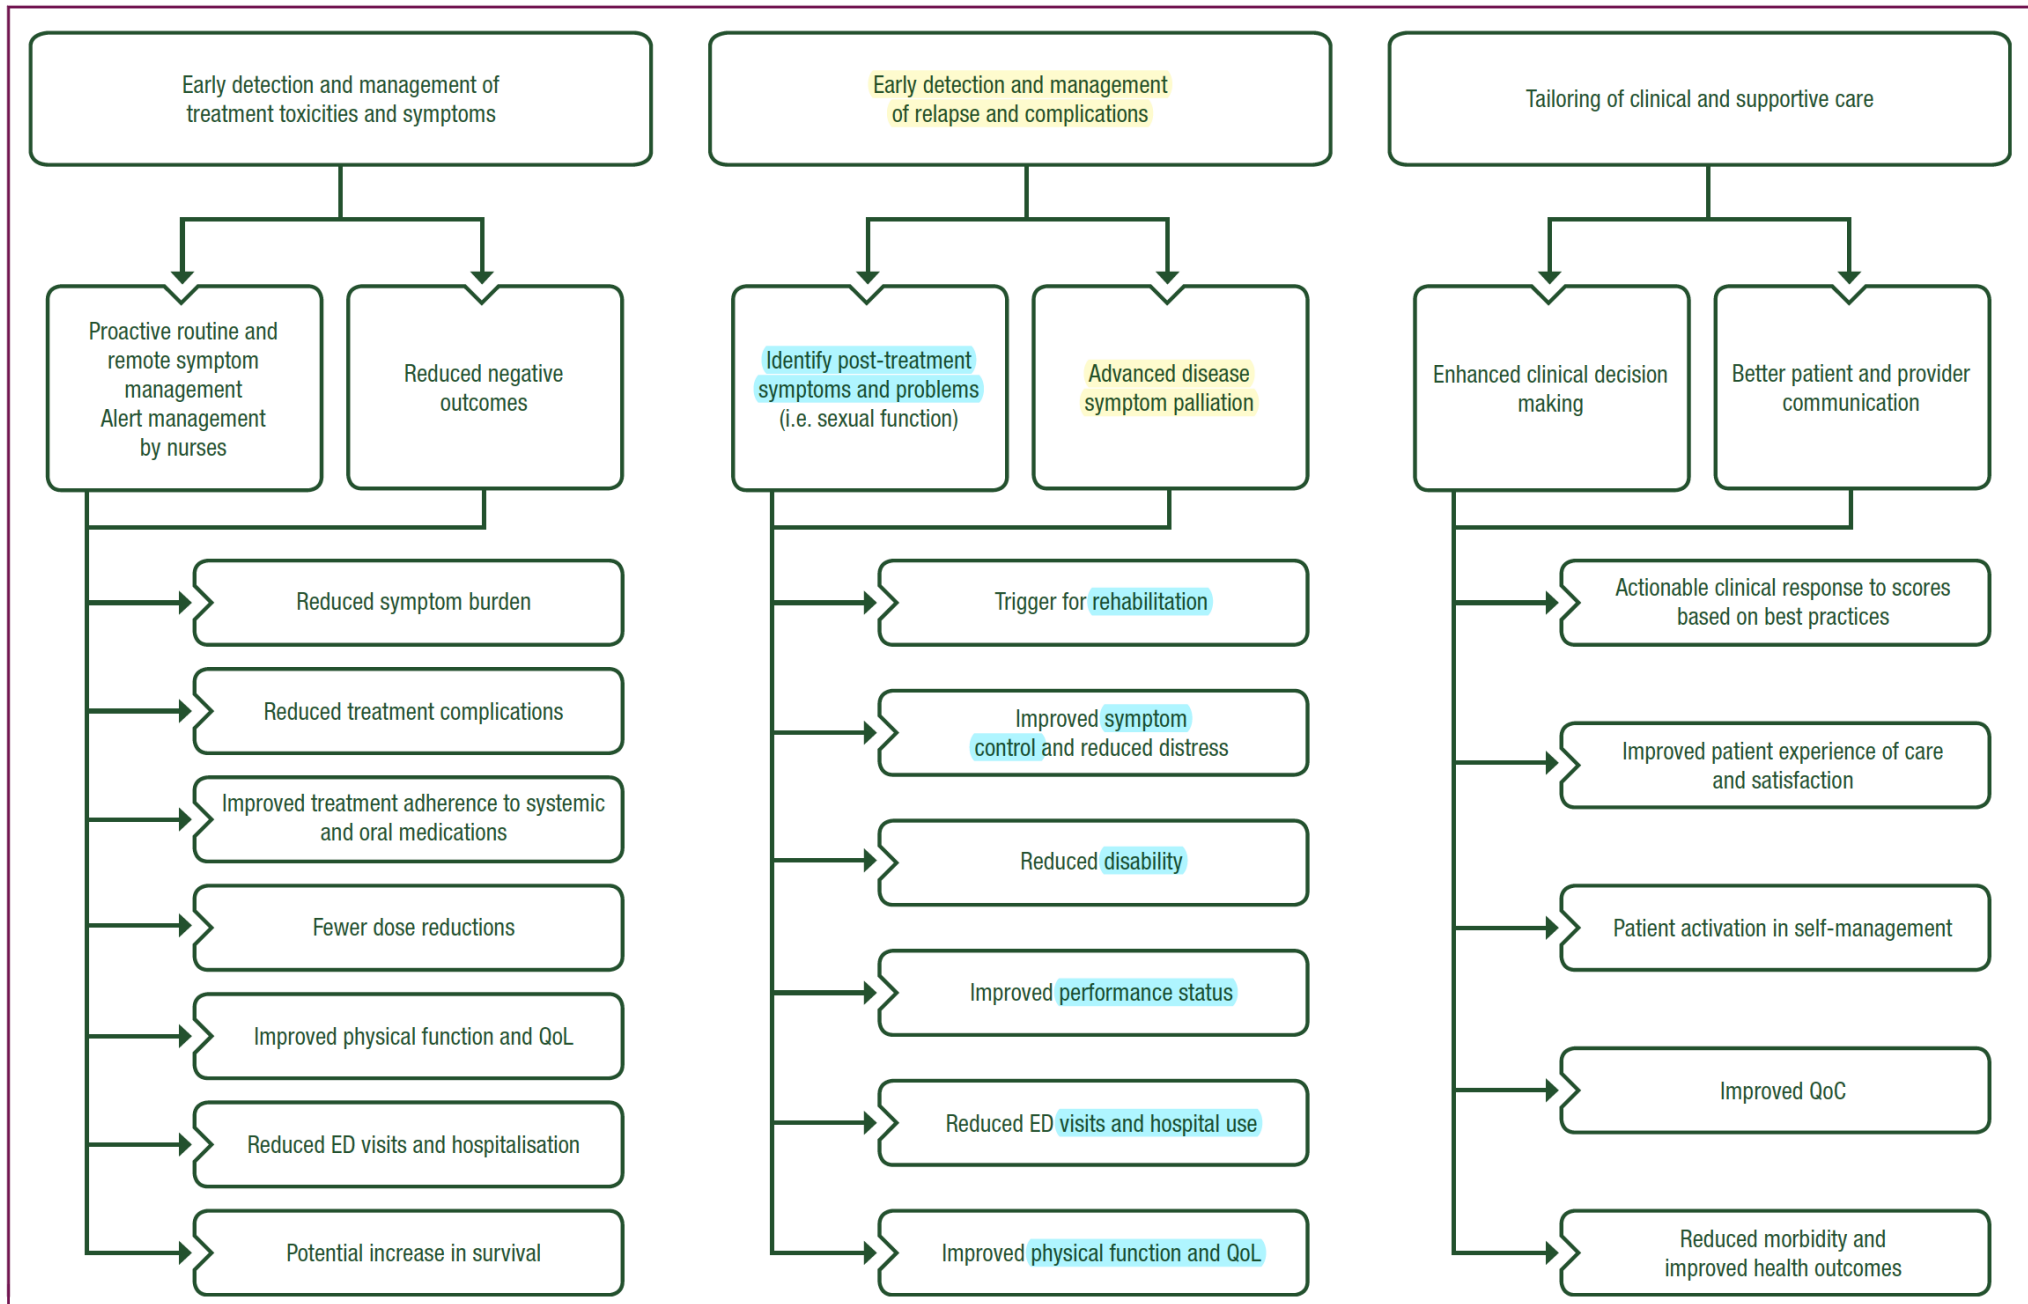 Early detection and management of
treatment toxicities and symptoms
Proactive routine and
remote symptom
management
Alert management
by nurses
Reduced negative
outcomes
Reduced symptom burden
Reduced treatment complications
Improved treatment adherence to systemic
and oral medications
Fewer dose reductions
Improved physical function and QoL
Reduced ED visits and hospitalisation
Potential increase in survival
Early detection and management
of relapse and complications
Identify post-treatment
symptoms and problems
(i.e. sexual function)
Advanced disease
symptom palliation
Trigger for rehabilitation
Improved symptom
control and reduced distress
Reduced disability
Improved performance status
Reduced ED visits and hospital use
Improved physical function and QoL
Tailoring of clinical and supportive care
Enhanced clinical decision
making
Better patient and provider
communication
Actionable clinical response to scores
based on best practices
Improved patient experience of care
and satisfaction
Patient activation in self-management
Improved QoC
Reduced morbidity and
improved health outcomes